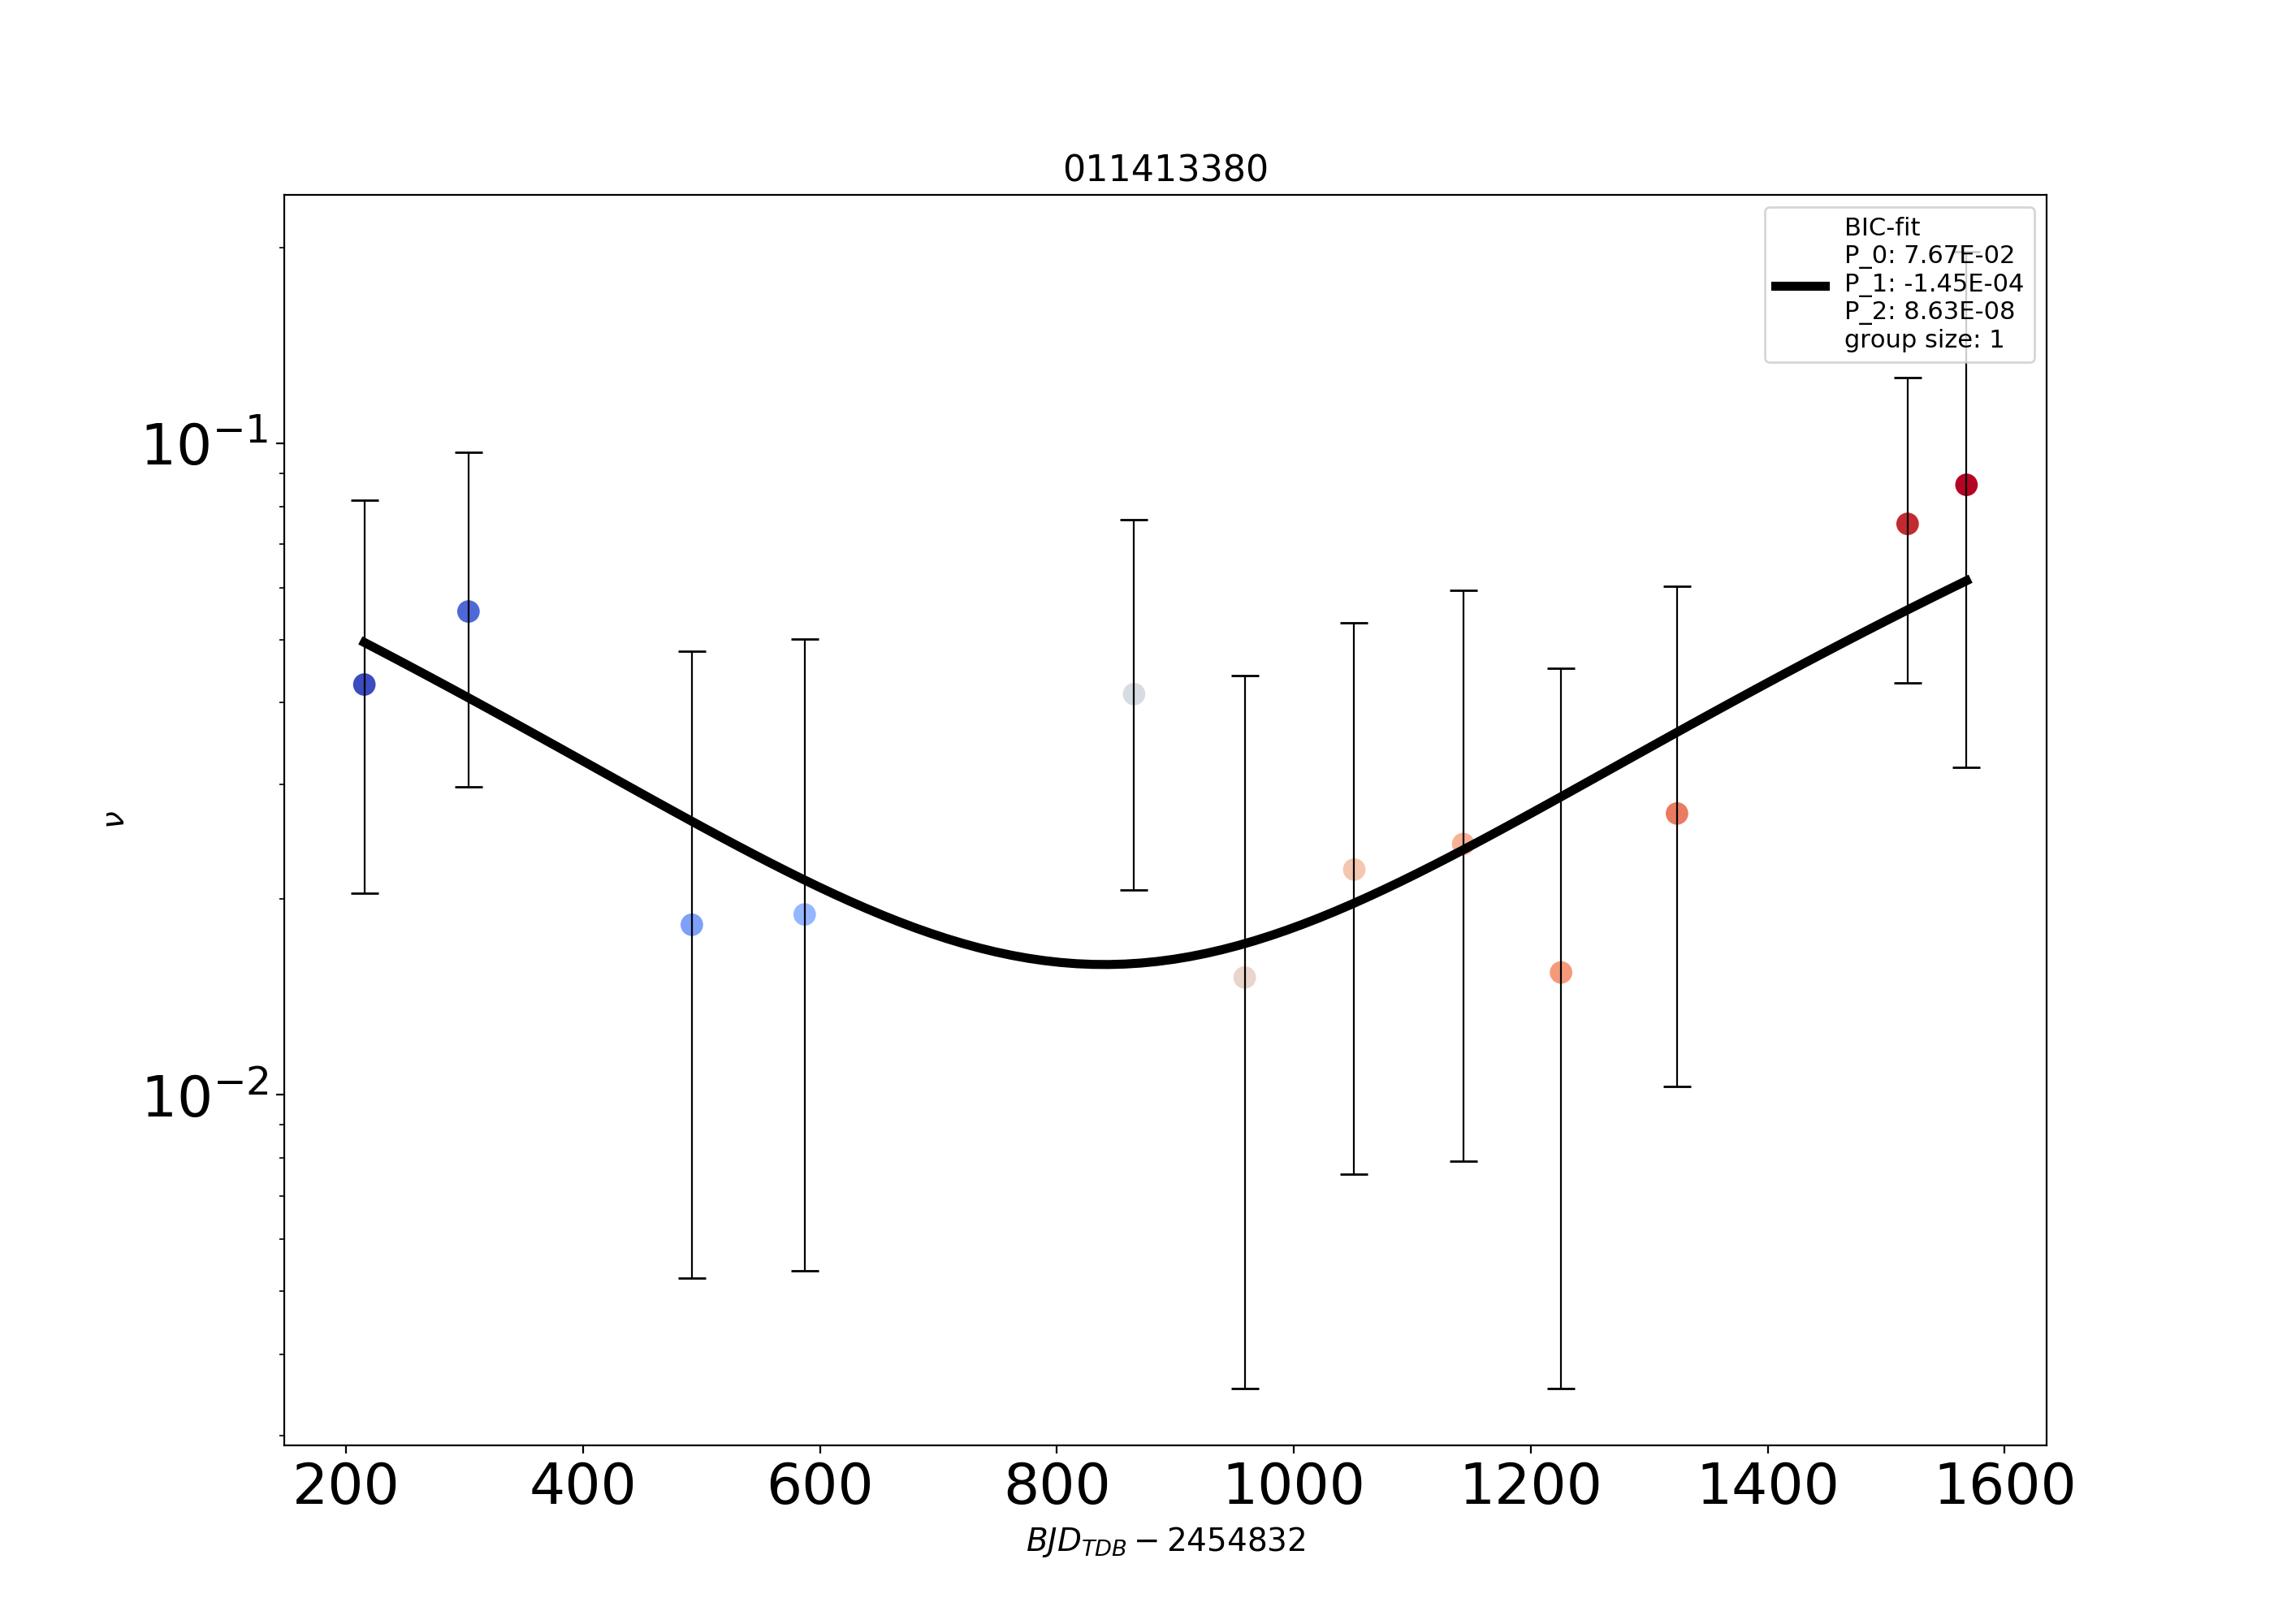 011413380
BIC-fit
P_0: 7.67E-02
P_1: -1.45E-04
P_2: 8.63E-08
group size: 1
10⁻¹
10⁻²
ν
200 400 600 800 1000 1200 1400 1600
BJD_TDB − 2454832